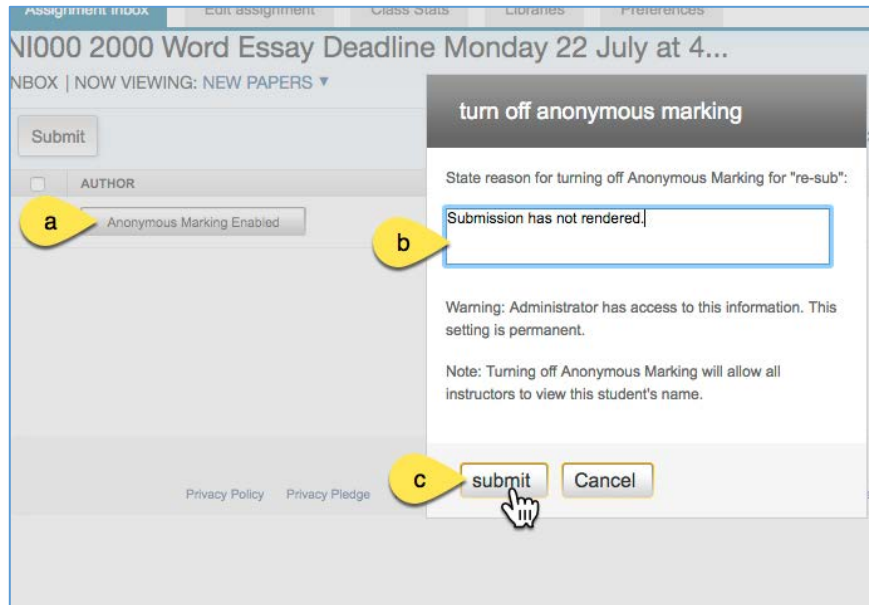 Assignment Inbox Edit assignment Class Stats Libraries Preferences
NI000 2000 Word Essay Deadline Monday 22 July at 4...
NBOX | NOW VIEWING: NEW PAPERS ▼
Submit
AUTHOR
a Anonymous Marking Enabled
turn off anonymous marking
State reason for turning off Anonymous Marking for "re-sub":
b Submission has not rendered.
Warning: Administrator has access to this information. This
setting is permanent.
Note: Turning off Anonymous Marking will allow all
instructors to view this student's name.
c submit Cancel
Privacy Policy Privacy Pledge